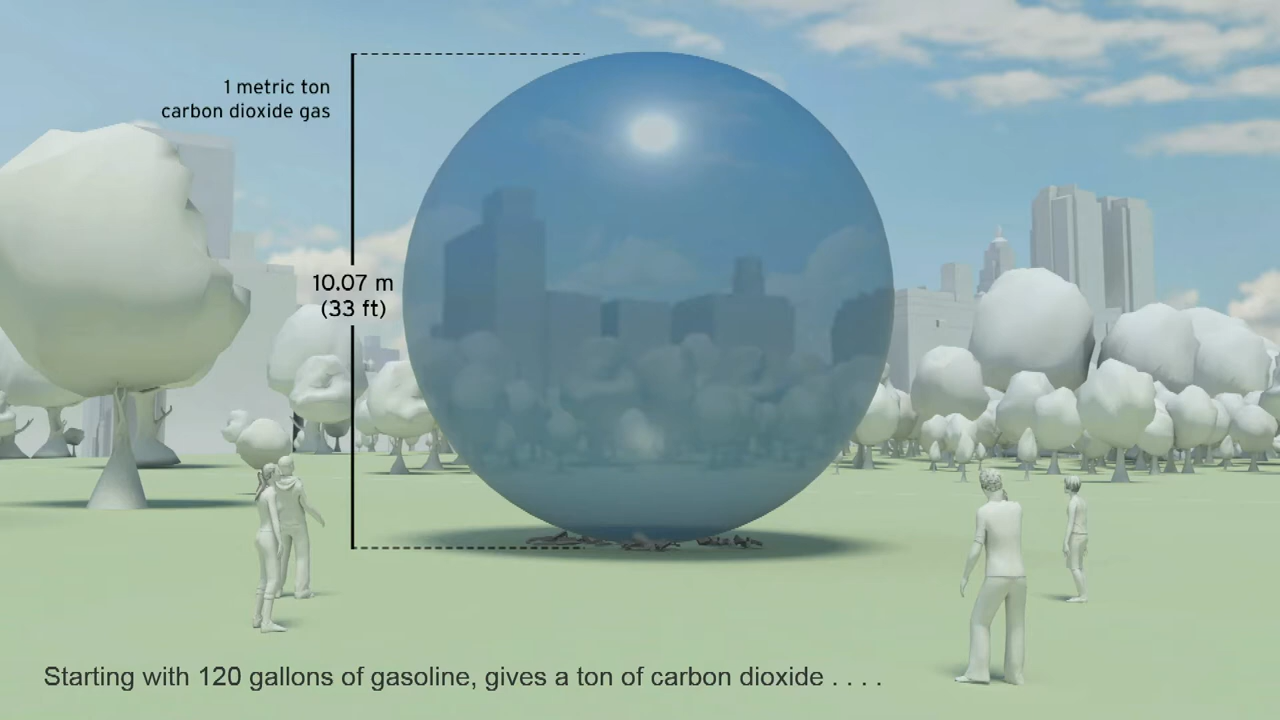 1 metric ton
carbon dioxide gas
10.07 m
(33 ft)
Starting with 120 gallons of gasoline, gives a ton of carbon dioxide . . . .